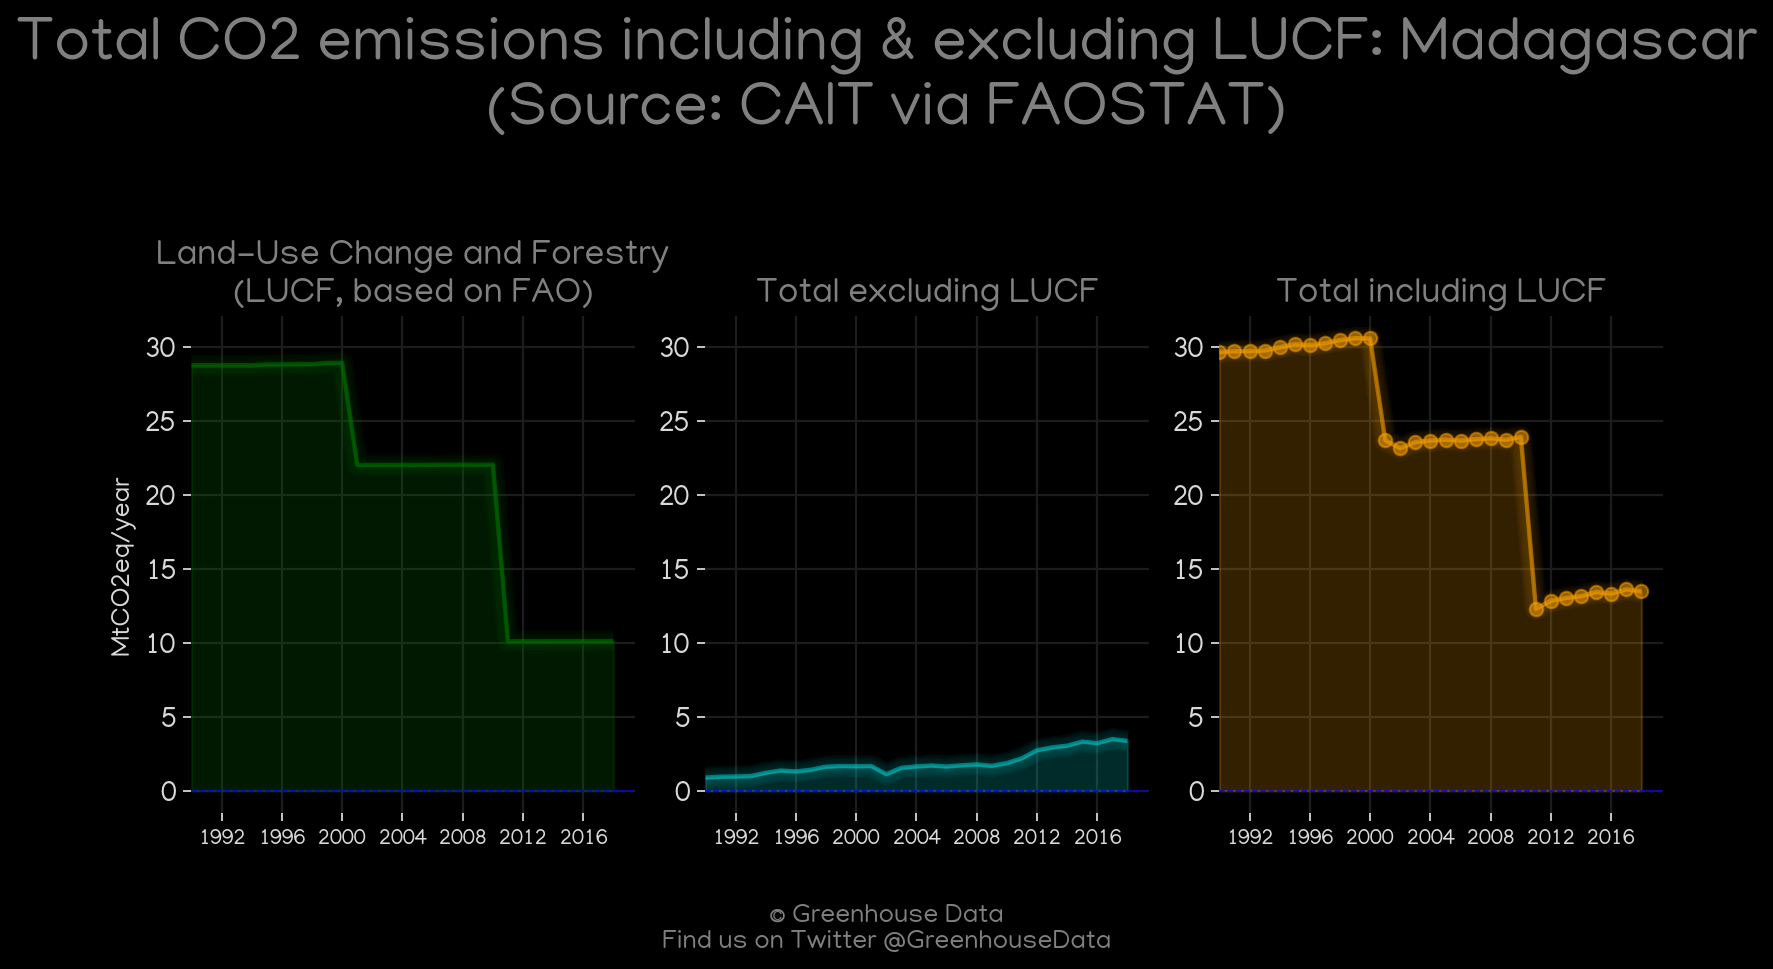 Total CO2 emissions including & excluding LUCF: Madagascar
(Source: CAIT via FAOSTAT)
Land-Use Change and Forestry
(LUCF, based on FAO)
Total excluding LUCF
Total including LUCF
MtCO2eq/year
30
25
20
15
10
5
0
1992 1996 2000 2004 2008 2012 2016
30
25
20
15
10
5
0
1992 1996 2000 2004 2008 2012 2016
30
25
20
15
10
5
0
1992 1996 2000 2004 2008 2012 2016
© Greenhouse Data
Find us on Twitter @GreenhouseData